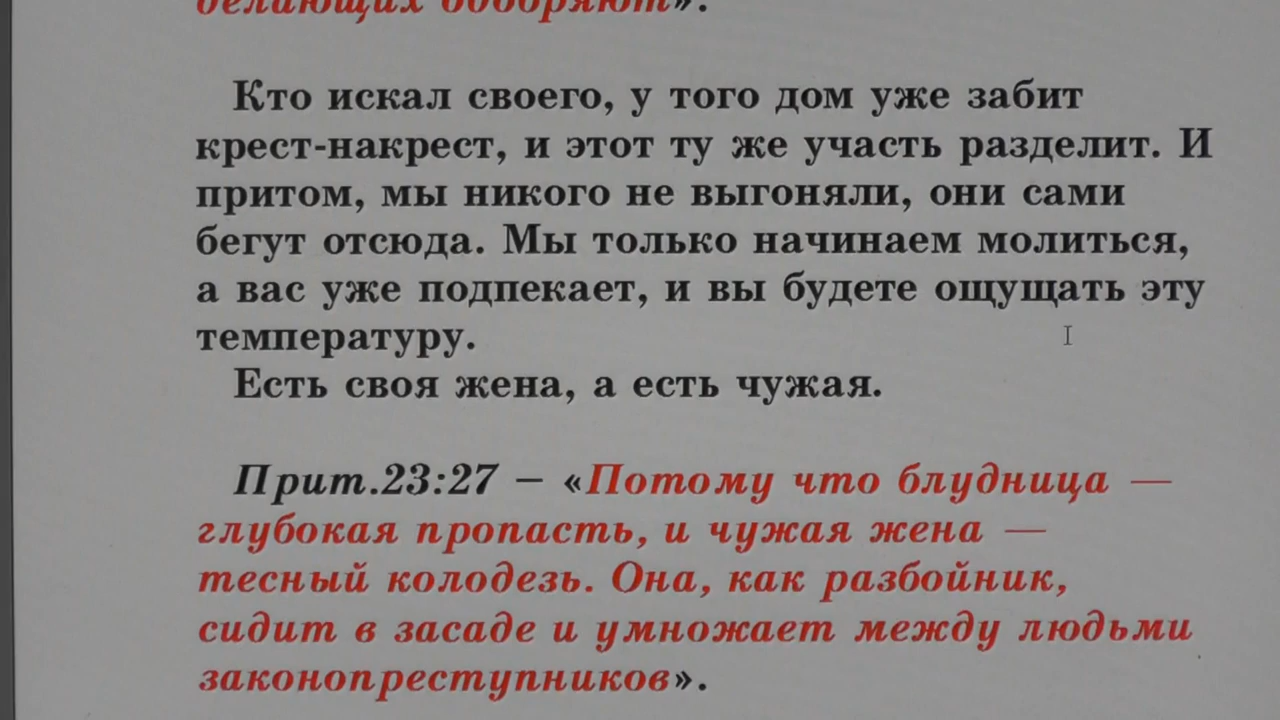 делающих одобряют».
Кто искал своего, у того дом уже забит
крест-накрест, и этот ту же участь разделит. И
притом, мы никого не выгоняли, они сами
бегут отсюда. Мы только начинаем молиться,
а вас уже подпекает, и вы будете ощущать эту
температуру.
Есть своя жена, а есть чужая.
Прит.23:27 – «Потому что блудница —
глубокая пропасть, и чужая жена —
тесный колодезь. Она, как разбойник,
сидит в засаде и умножает между людьми
законопреступников».